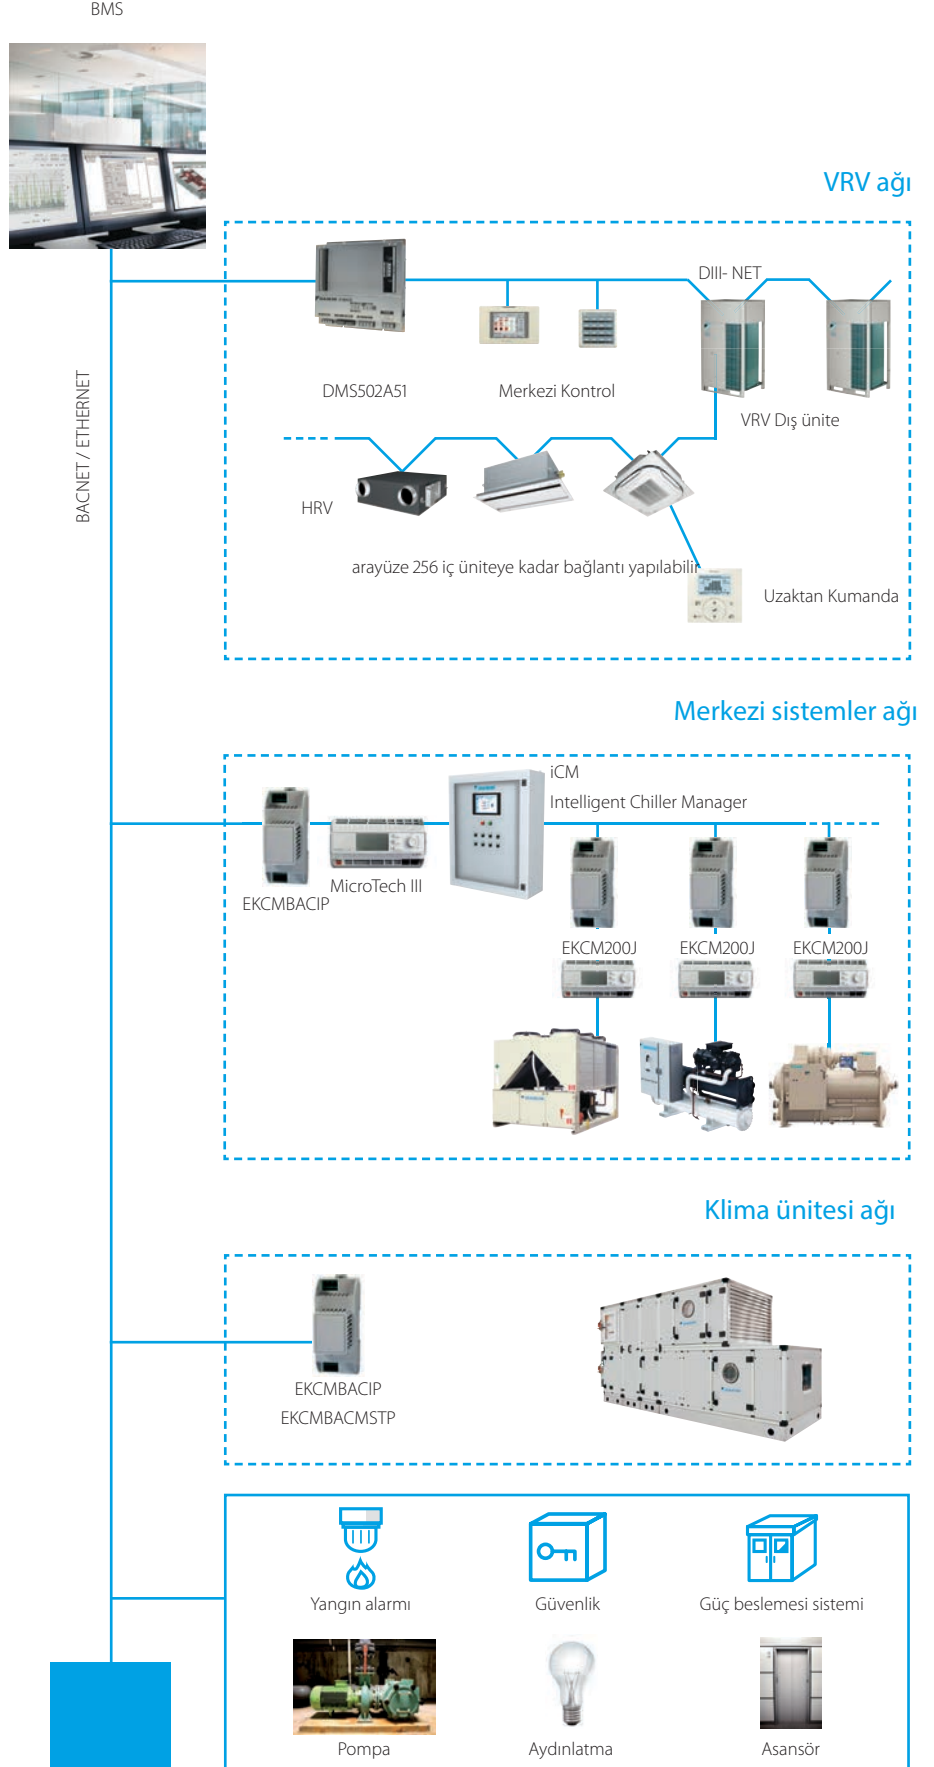 BMS
VRV ağı
DIII- NET
DMS502A51
Merkezi Kontrol
VRV Dış ünite
BACNET / ETHERNET
HRV
arayüze 256 iç üniteye kadar bağlantı yapılabilir
Uzaktan Kumanda
Merkezi sistemler ağı
iCM
Intelligent Chiller Manager
MicroTech III
EKCMBACIP
EKCM200J
EKCM200J
EKCM200J
Klima ünitesi ağı
EKCMBACIP
EKCMBACMSTP
Yangın alarmı
Güvenlik
Güç beslemesi sistemi
Pompa
Aydınlatma
Asansör